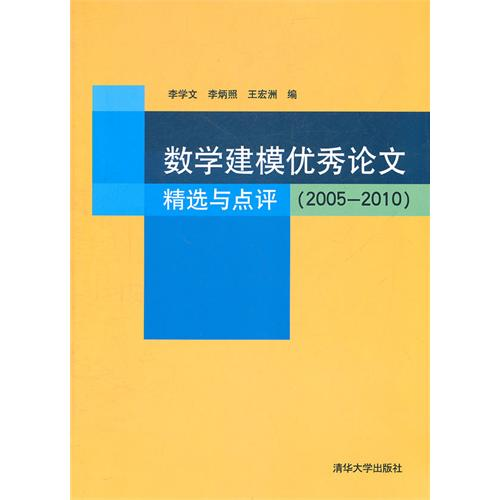 李学文 李炳照 王宏洲 编
数学建模优秀论文
精选与点评 (2005—2010)
清华大学出版社